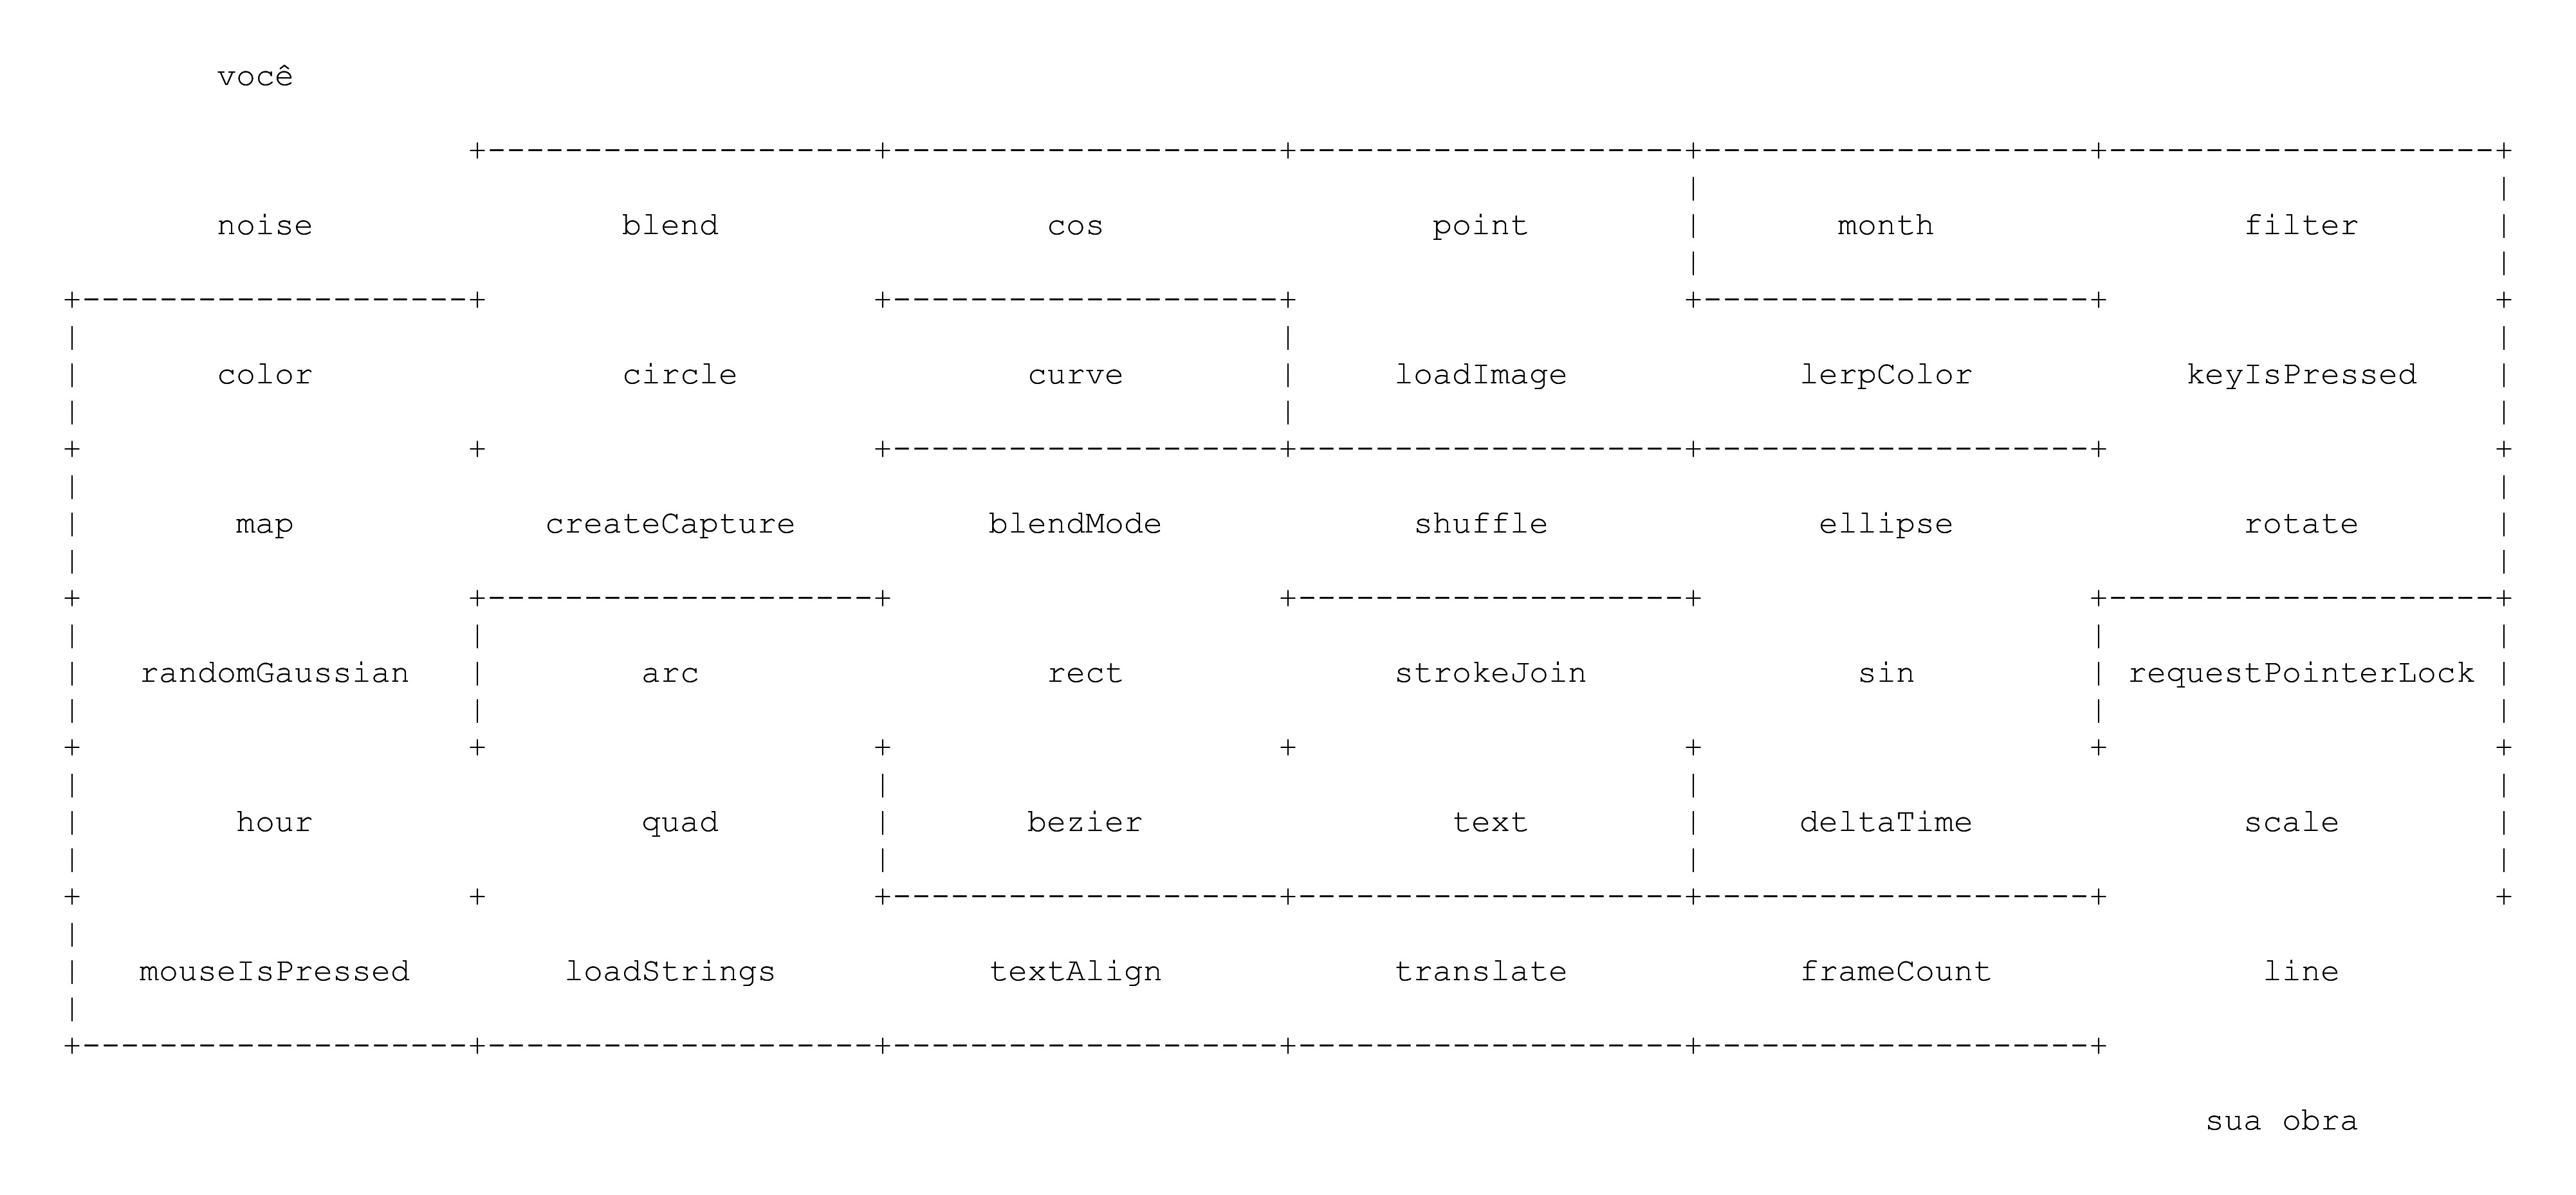 você
noise blend cos point month filter
color circle curve loadImage lerpColor keyIsPressed
map createCapture blendMode shuffle ellipse rotate
randomGaussian arc rect strokeJoin sin requestPointerLock
hour quad bezier text deltaTime scale
mouseIsPressed loadStrings textAlign translate frameCount line
sua obra